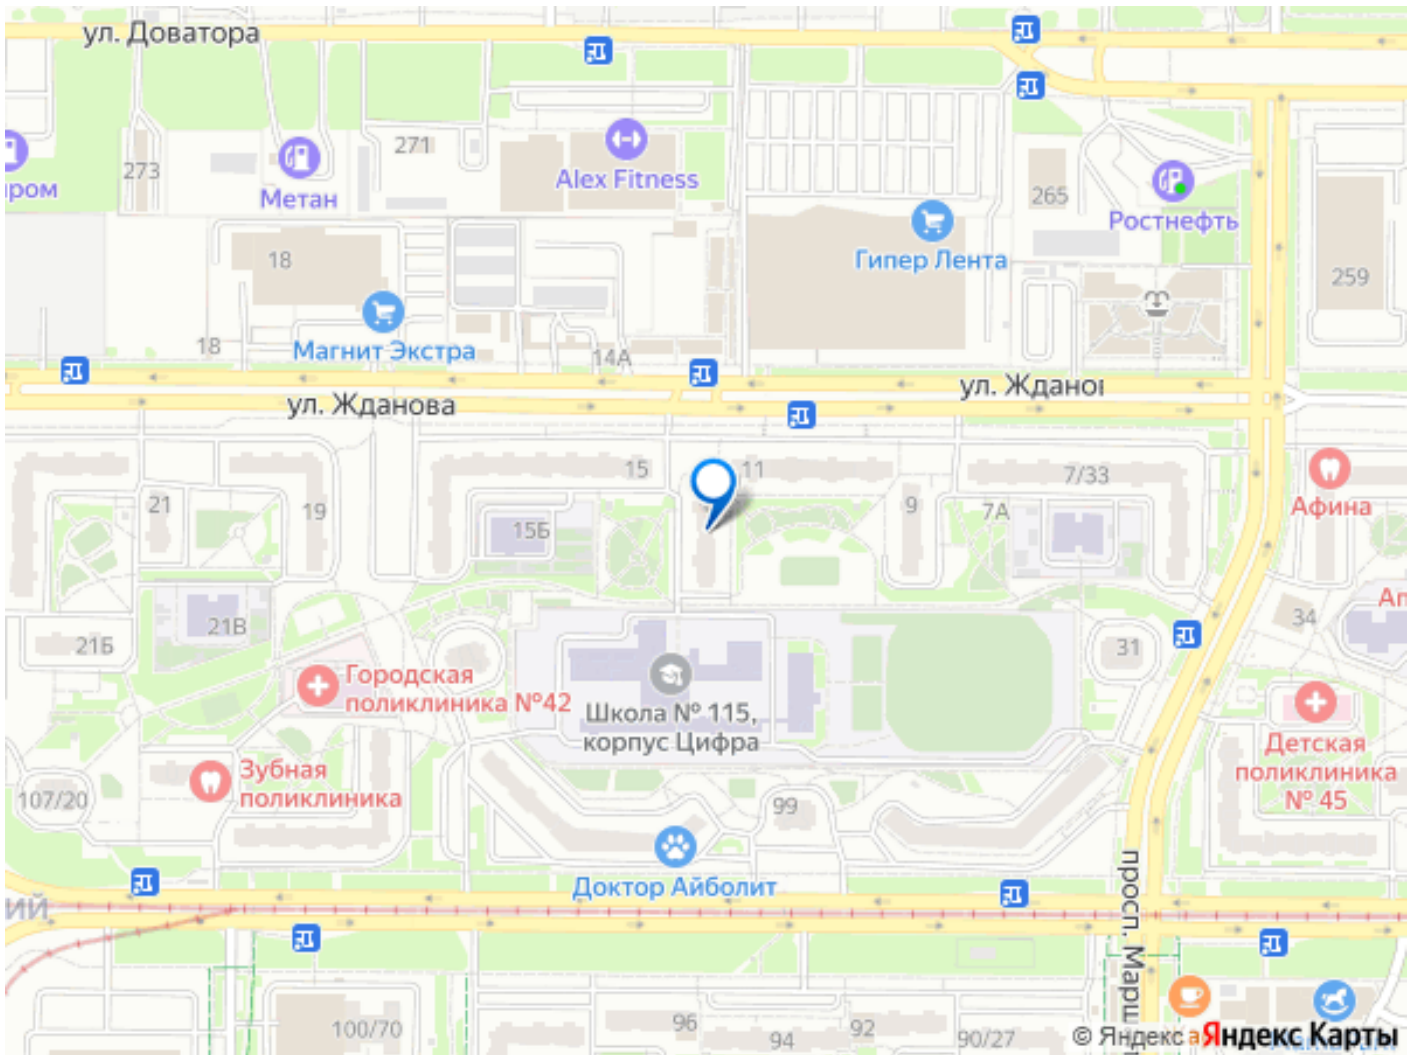 ул. Доватора
273
271
пром
Метан
Alex Fitness
265
Ростнефть
18
Гипер Лента
259
18
Магнит Экстра
14А
ул. Жданова
ул. Жданов
15
11
7/33
9
7А
Афина
21
19
15Б
21В
21Б
34
31
Городская
поликлиника №42
Школа № 115,
корпус Цифра
Детская
поликлиника
№ 45
Зубная
поликлиника
107/20
99
Доктор Айболит
ИЙ
просп. Марш
100/70
96
94
92
90/27
© Яндекс
Яндекс Карты